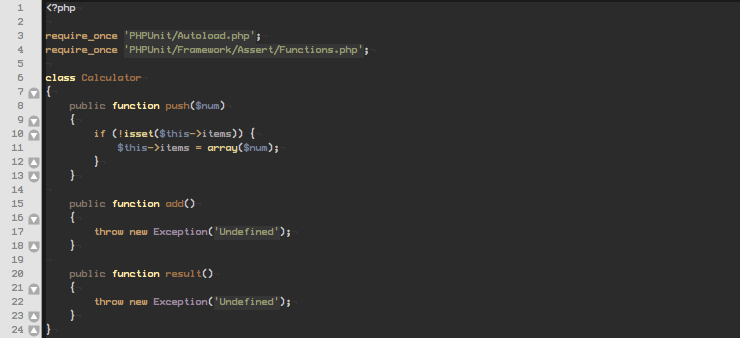 1 <?php
2
3 require_once 'PHPUnit/Autoload.php';
4 require_once 'PHPUnit/Framework/Assert/Functions.php';
5
6 class Calculator
7 {
8     public function push($num)
9     {
10         if (!isset($this->items)) {
11             $this->items = array($num);
12         }
13     }
14
15     public function add()
16     {
17         throw new Exception('Undefined');
18     }
19
20     public function result()
21     {
22         throw new Exception('Undefined');
23     }
24 }